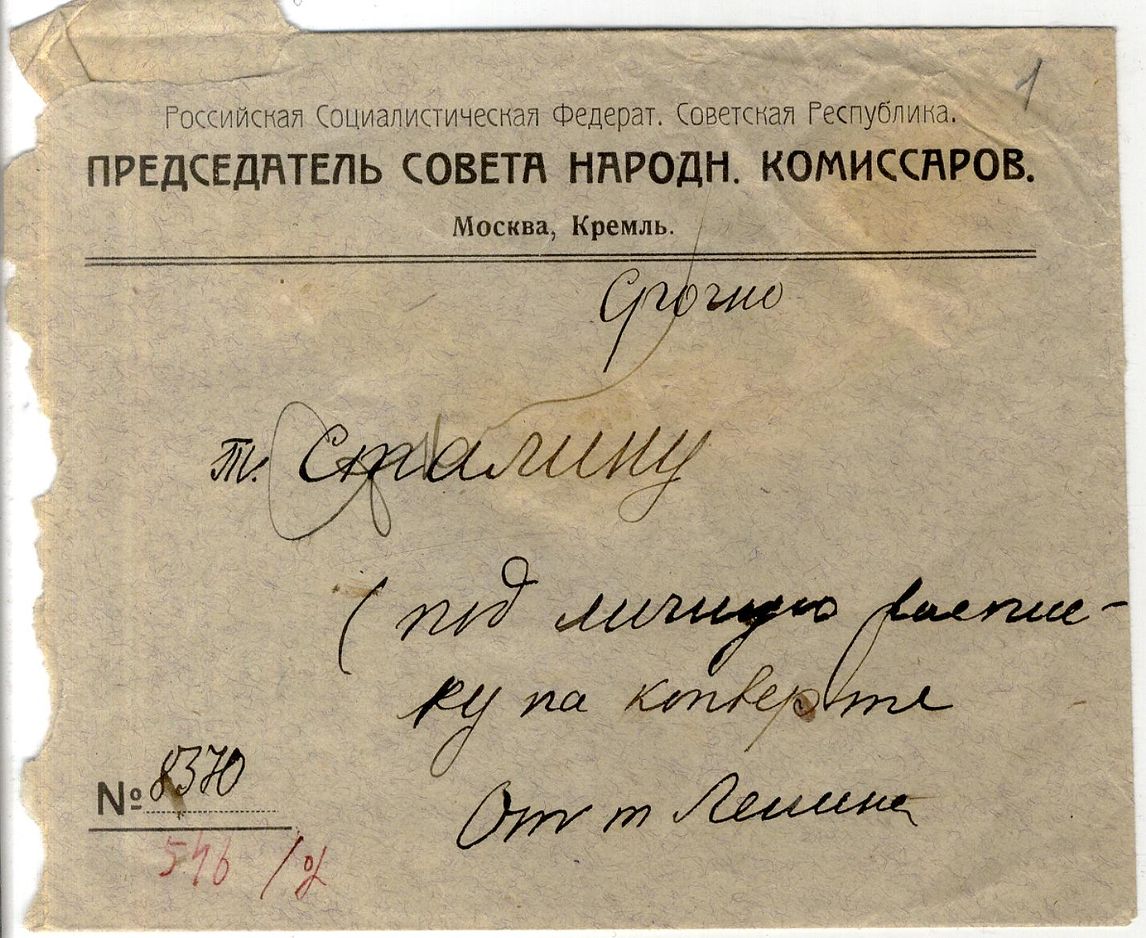 1
Российская Социалистическая Федерат. Советская Республика.
ПРЕДСЕДАТЕЛЬ СОВЕТА НАРОДН. КОМИССАРОВ.
Москва, Кремль.
Срочно
т. Сталину
(под личную расписку на конверте
От т Ленина
№ 8370
546